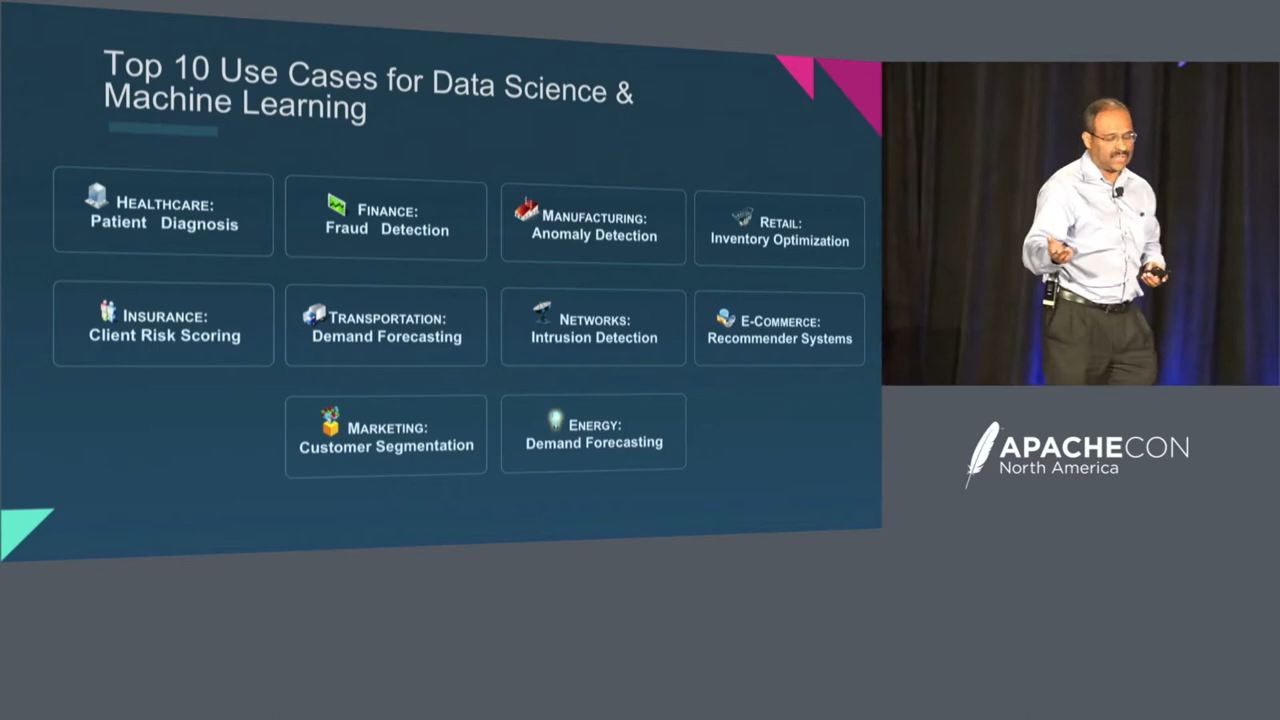 Top 10 Use Cases for Data Science &
Machine Learning
HEALTHCARE:
Patient Diagnosis
FINANCE:
Fraud Detection
MANUFACTURING:
Anomaly Detection
RETAIL:
Inventory Optimization
INSURANCE:
Client Risk Scoring
TRANSPORTATION:
Demand Forecasting
NETWORKS:
Intrusion Detection
E-COMMERCE:
Recommender Systems
MARKETING:
Customer Segmentation
ENERGY:
Demand Forecasting
APACHECON
North America